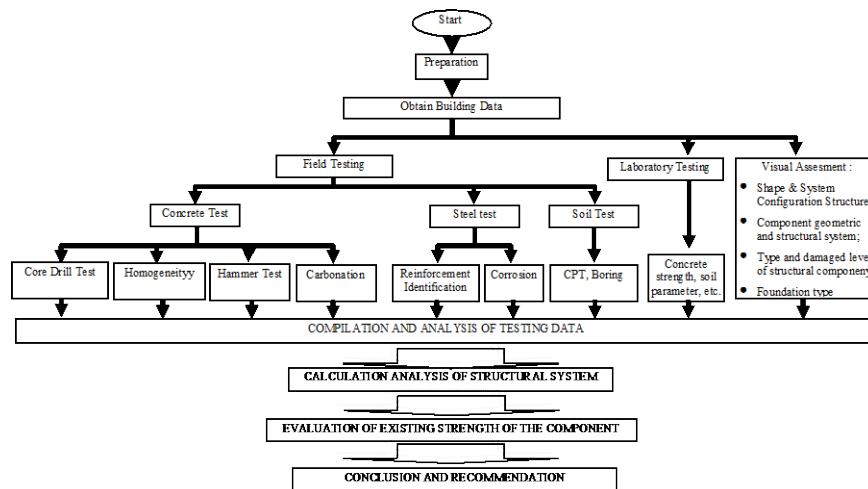 Start
Preparation
Obtain Building Data
Field Testing
Laboratory Testing
Visual Assesment :
• Shape & System
Configuration Structure
• Component geometric
and structural system;
• Type and damaged level
of structural component
• Foundation type
Concrete Test
Steel test
Soil Test
Core Drill Test
Homogeneityy
Hammer Test
Carbonation
Reinforcement
Identification
Corrosion
CPT, Boring
Concrete
strength, soil
parameter, etc.
COMPILATION AND ANALYSIS OF TESTING DATA
CALCULATION ANALYSIS OF STRUCTURAL SYSTEM
EVALUATION OF EXISTING STRENGTH OF THE COMPONENT
CONCLUSION AND RECOMMENDATION